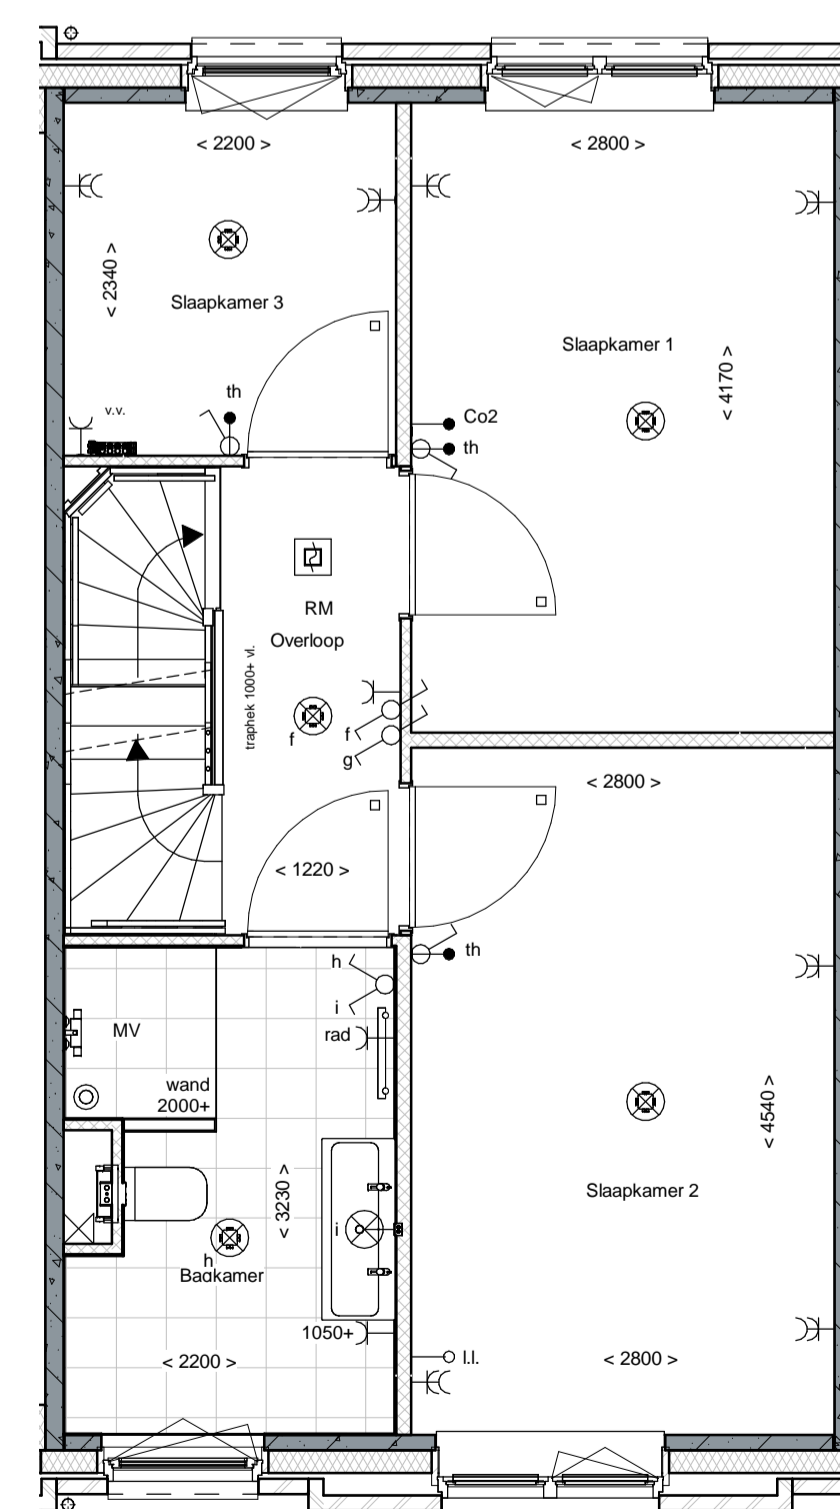 < 2200 >
< 2800 >
< 2340 >
Slaapkamer 3
Slaapkamer 1
< 4170 >
th
v.v.
Co2
th
RM
Overloop
traphek 1000+ vl.
f
f
g
< 2800 >
< 1220 >
th
h
i
rad
MV
wand
2000+
< 4540 >
< 3230 >
Slaapkamer 2
i
h
Badkamer
1050+
l.l.
< 2200 >
< 2800 >